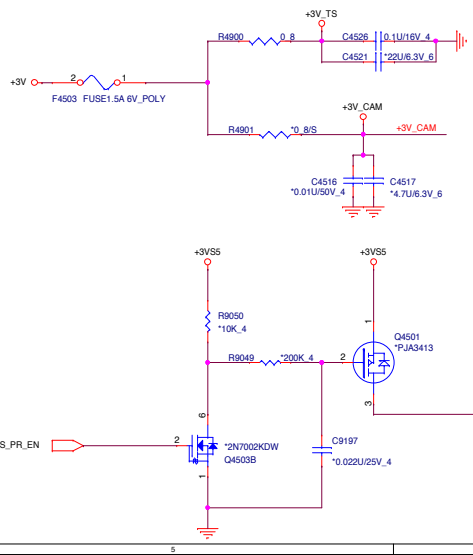 +3V_TS
R4900 0_8 C4526 0.1U/16V_4
C4521 *22U/6.3V_6
+3V 2 1
F4503 FUSE1.5A 6V_POLY
+3V_CAM
R4901 *0_8/S +3V_CAM
C4516 C4517
*0.01U/50V_4 *4.7U/6.3V_6
+3VS5 +3VS5
R9050
*10K_4
1
Q4501
*PJA3413
R9049 *200K_4 2
3
6
S_PR_EN 2 *2N7002KDW
Q4503B
1
C9197
*0.022U/25V_4
5